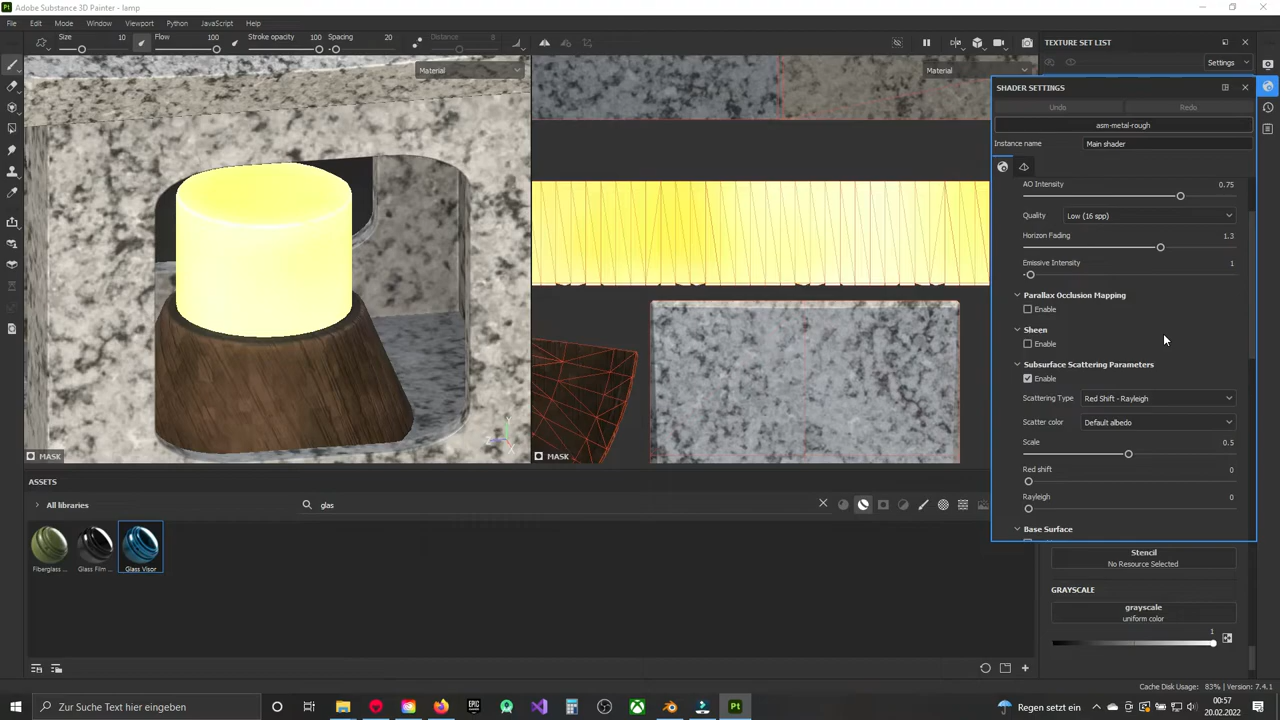 Adobe Substance 3D Painter - lamp
File Edit Mode Window Viewport Python JavaScript Help
Size 10 Flow 100 Stroke opacity 100 Spacing 20 Distance 8
Material
Material
TEXTURE SET LIST
Settings
SHADER SETTINGS
Undo Redo
asm-metal-rough
Instance name Main shader
AO Intensity 0.75
Quality Low (16 spp)
Horizon Fading 1.3
Emissive Intensity 1
Parallax Occlusion Mapping
Enable
Sheen
Enable
Subsurface Scattering Parameters
Enable
Scattering Type Red Shift - Rayleigh
Scatter color Default albedo
Scale 0.5
Red shift 0
Rayleigh 0
Base Surface
MASK
MASK
ASSETS
All libraries
glas
Fiberglass ... Glass Film ... Glass Visor
Stencil
No Resource Selected
GRAYSCALE
grayscale
uniform color
1
Cache Disk Usage: 83% | Version: 7.4.1
Zur Suche Text hier eingeben
Regen setzt ein
00:57
20.02.2022